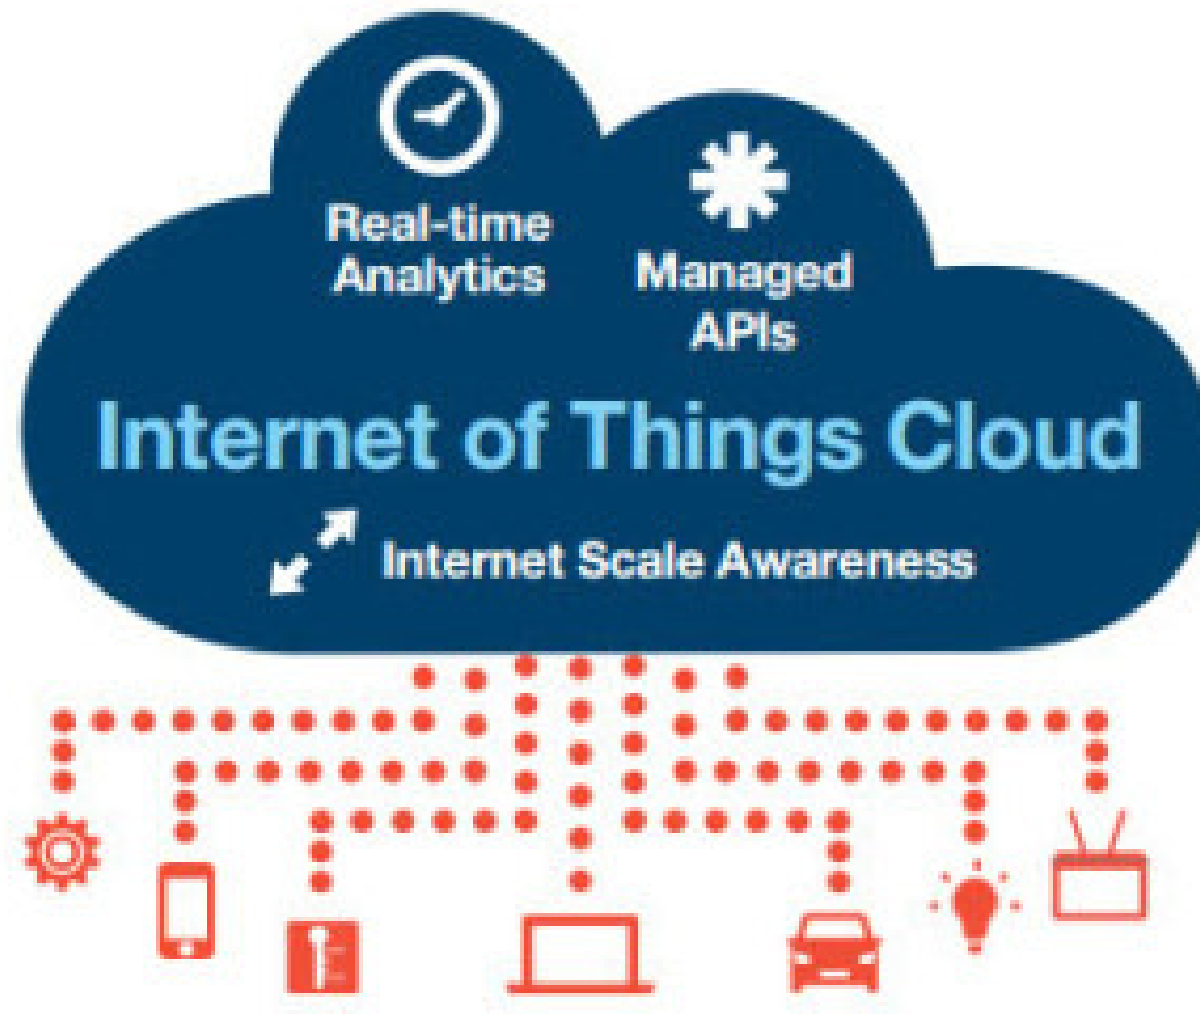 Real-time
Analytics
Managed
APIs
Internet of Things Cloud
Internet Scale Awareness